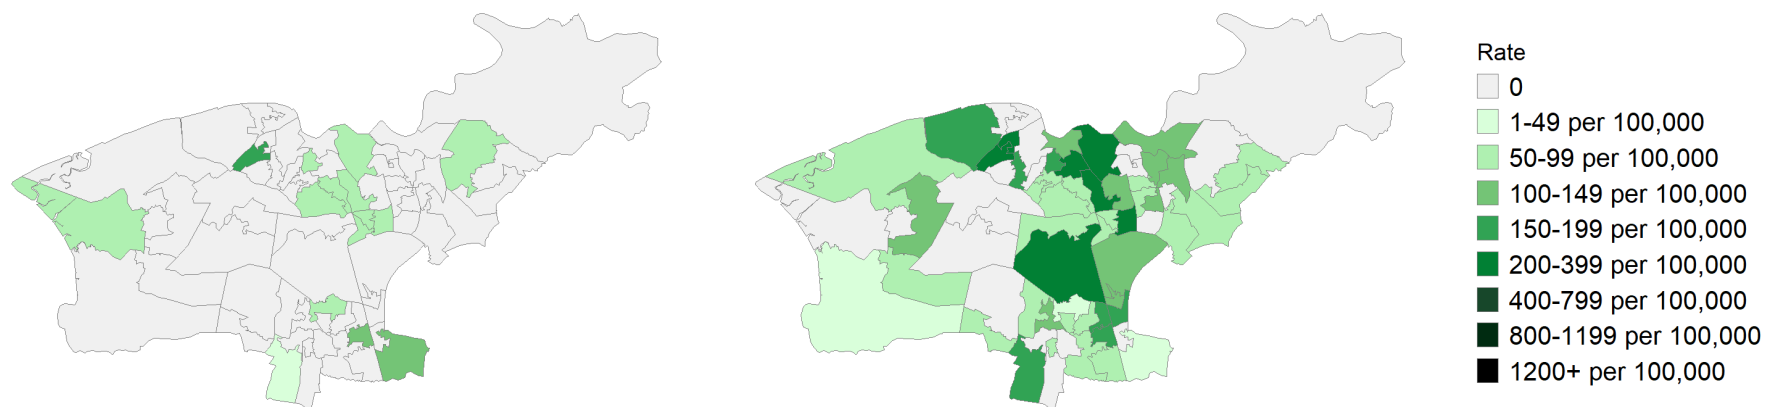 Rate
0
1-49 per 100,000
50-99 per 100,000
100-149 per 100,000
150-199 per 100,000
200-399 per 100,000
400-799 per 100,000
800-1199 per 100,000
1200+ per 100,000